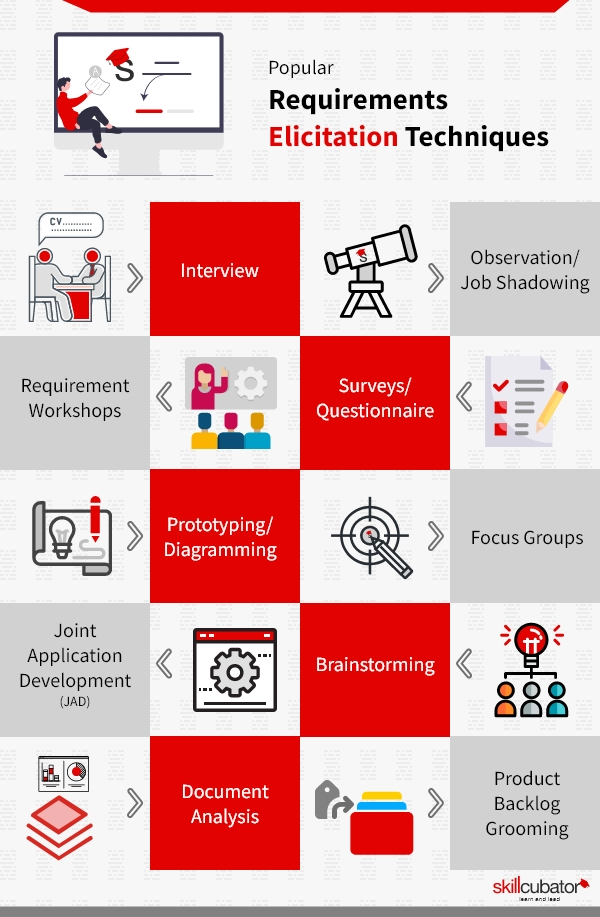 Popular
Requirements
Elicitation Techniques
CV
Interview
Observation/
Job Shadowing
Requirement
Workshops
Surveys/
Questionnaire
Prototyping/
Diagramming
Focus Groups
Joint
Application
Development
(JAD)
Brainstorming
Document
Analysis
Product
Backlog
Grooming
skillcubator
learn and lead